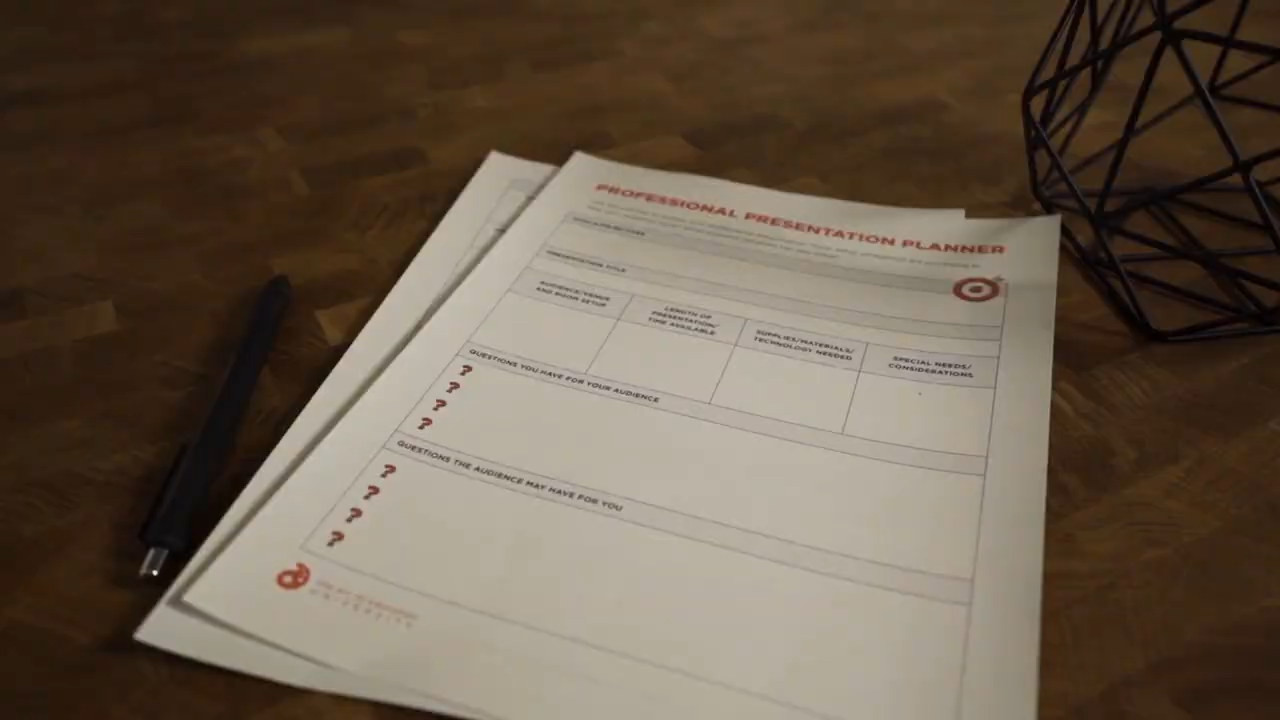 PROFESSIONAL PRESENTATION PLANNER
PRESENTATION TITLE
AUDIENCE/VENUE
AND ROOM SETUP
LENGTH OF
PRESENTATION/
TIME AVAILABLE
SUPPLIES/MATERIALS/
TECHNOLOGY NEEDED
SPECIAL NEEDS/
CONSIDERATIONS
QUESTIONS YOU HAVE FOR YOUR AUDIENCE
?
?
?
?
QUESTIONS THE AUDIENCE MAY HAVE FOR YOU
?
?
?
?
UNIVERSITY